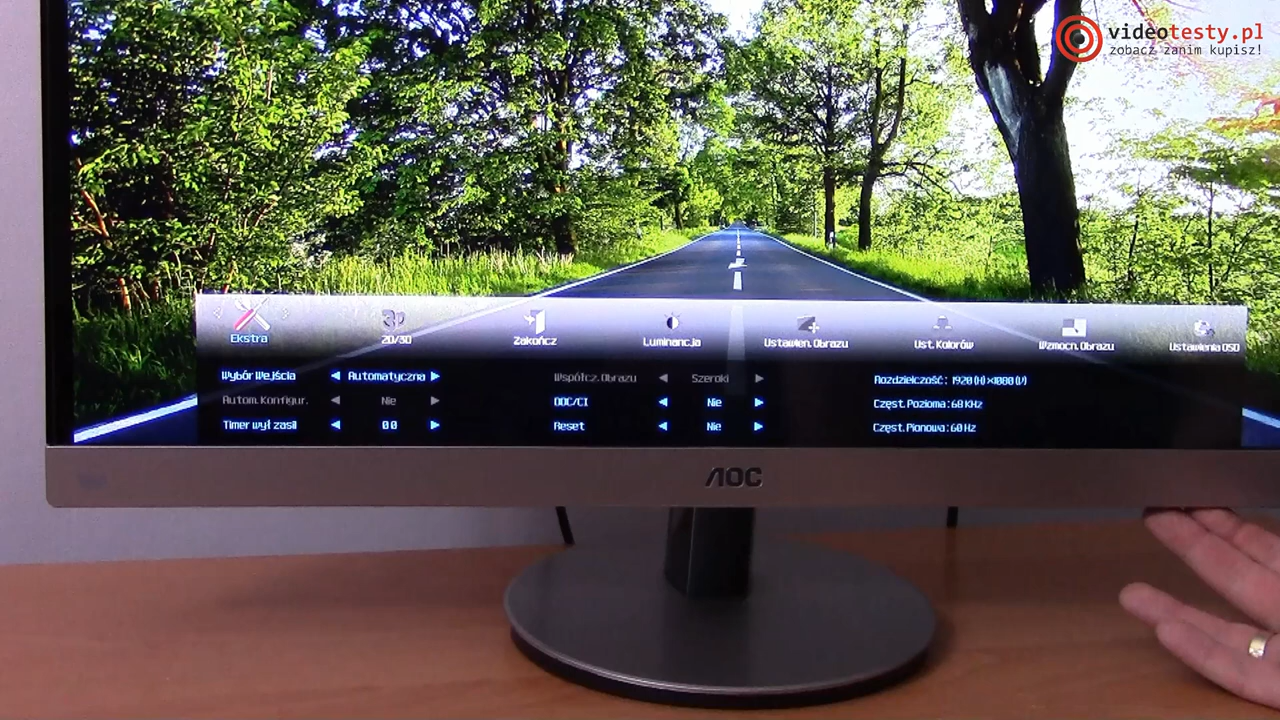 videotesty.pl
zobacz zanim kupisz!
Ekstra
2D/3D
Zakończ
Luminancja
Ustawien. Obrazu
Ust. Kolorów
Wzmocn. Obrazu
Ustawienia OSD
Wybór Wejścia Automatyczna
Autom. Konfigur. Nie
Timer wył zasil 00
Współcz. Obrazu Szeroki
DDC/CI Nie
Reset Nie
Rozdzielczość: 1920 (H)×1080 (V)
Częst. Pozioma: 68 KHz
Częst. Pionowa: 60 Hz
AOC